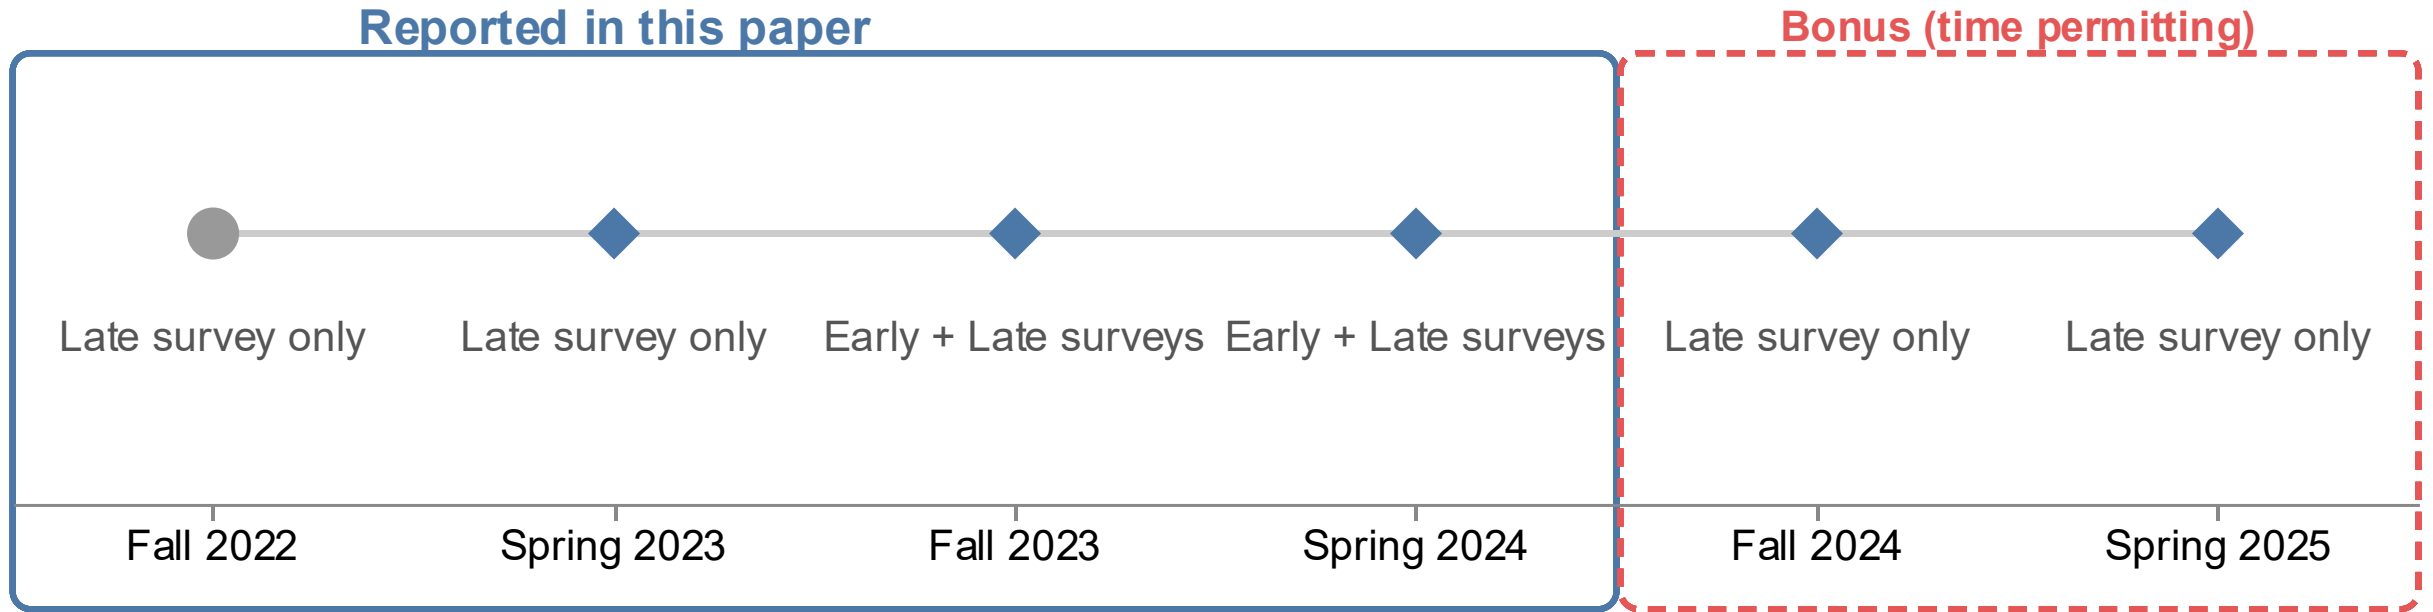 Reported in this paper
Bonus (time permitting)
Late survey only
Late survey only
Early + Late surveys
Early + Late surveys
Late survey only
Late survey only
Fall 2022
Spring 2023
Fall 2023
Spring 2024
Fall 2024
Spring 2025